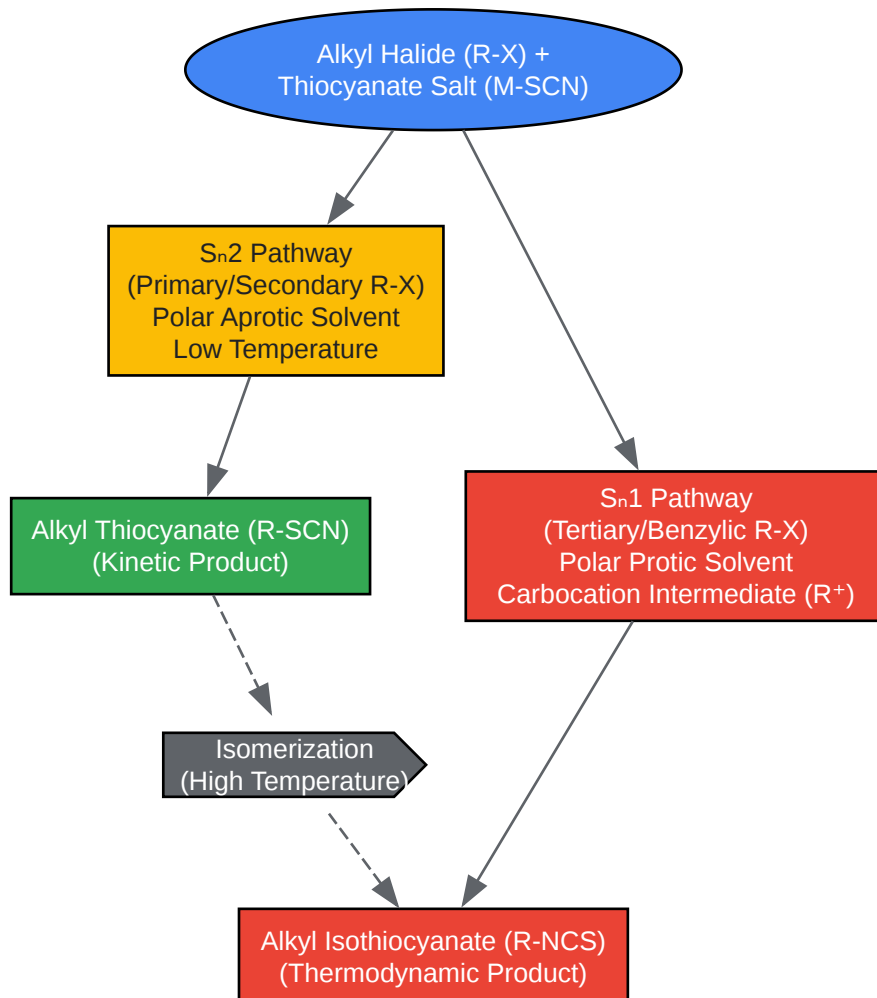 Alkyl Halide (R-X) +
Thiocyanate Salt (M-SCN)
Sₙ2 Pathway
(Primary/Secondary R-X)
Polar Aprotic Solvent
Low Temperature
Sₙ1 Pathway
(Tertiary/Benzylic R-X)
Polar Protic Solvent
Carbocation Intermediate (R⁺)
Alkyl Thiocyanate (R-SCN)
(Kinetic Product)
Isomerization
(High Temperature)
Alkyl Isothiocyanate (R-NCS)
(Thermodynamic Product)